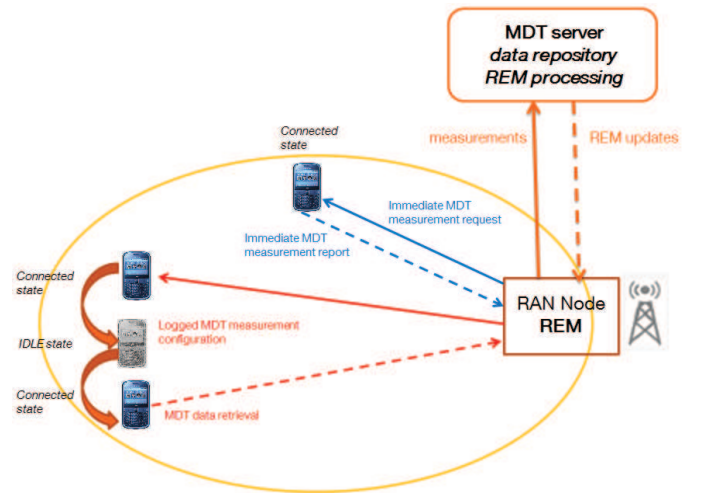 MDT server
data repository
REM processing
measurements
REM updates
Connected
state
Immediate MDT
measurement request
Immediate MDT
measurement report
Connected
state
RAN Node
REM
Logged MDT measurement
configuration
IDLE state
Connected
state
MDT data retrieval